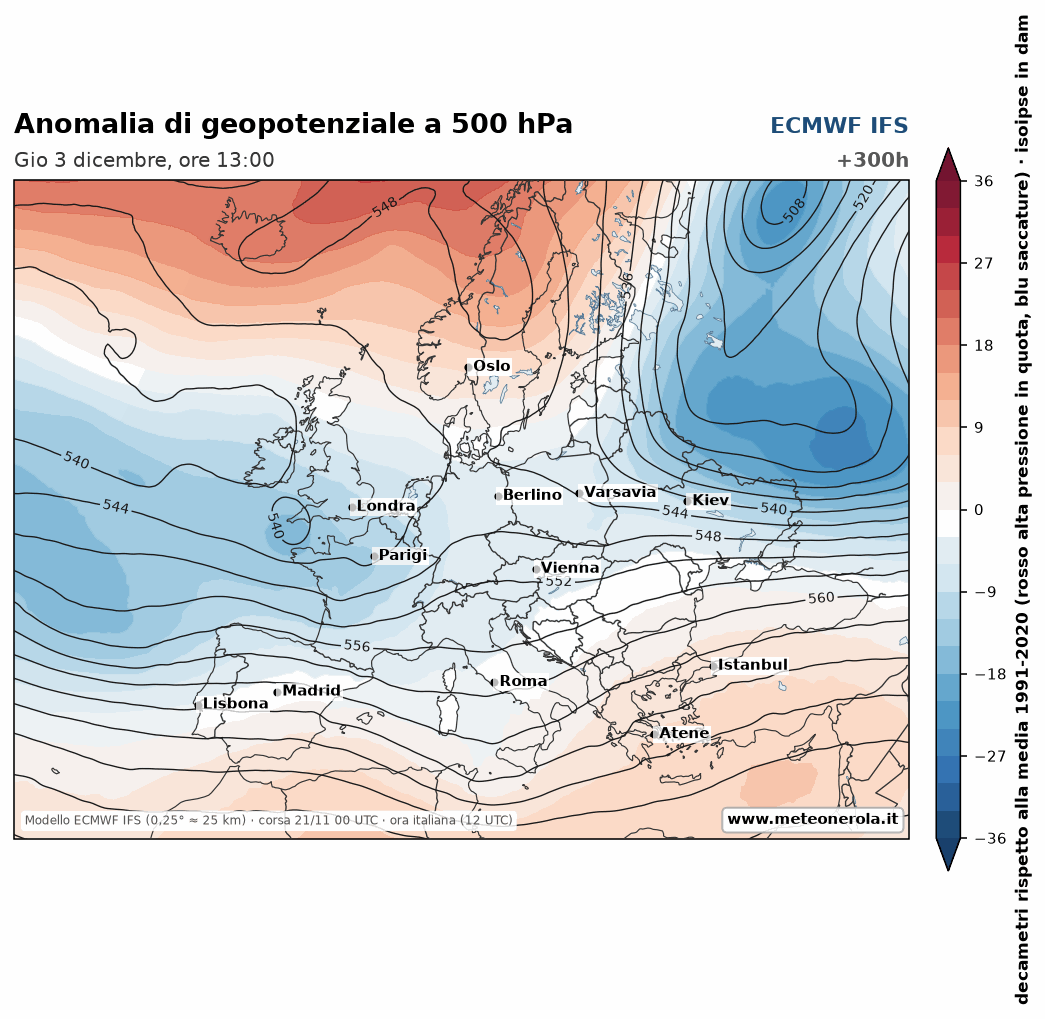 Anomalia di geopotenziale a 500 hPa
ECMWF IFS
Gio 3 dicembre, ore 13:00
+300h
548
508
520
536
Oslo
540
544
540
Londra
Berlino
Varsavia
Kiev
544
540
548
Parigi
Vienna
552
560
556
Roma
Istanbul
Madrid
Lisbona
Atene
Modello ECMWF IFS (0,25° ≈ 25 km) · corsa 21/11 00 UTC · ora italiana (12 UTC)
www.meteonerola.it
36
27
18
9
0
−9
−18
−27
−36
decametri rispetto alla media 1991-2020 (rosso alta pressione in quota, blu saccature) · isoipse in dam